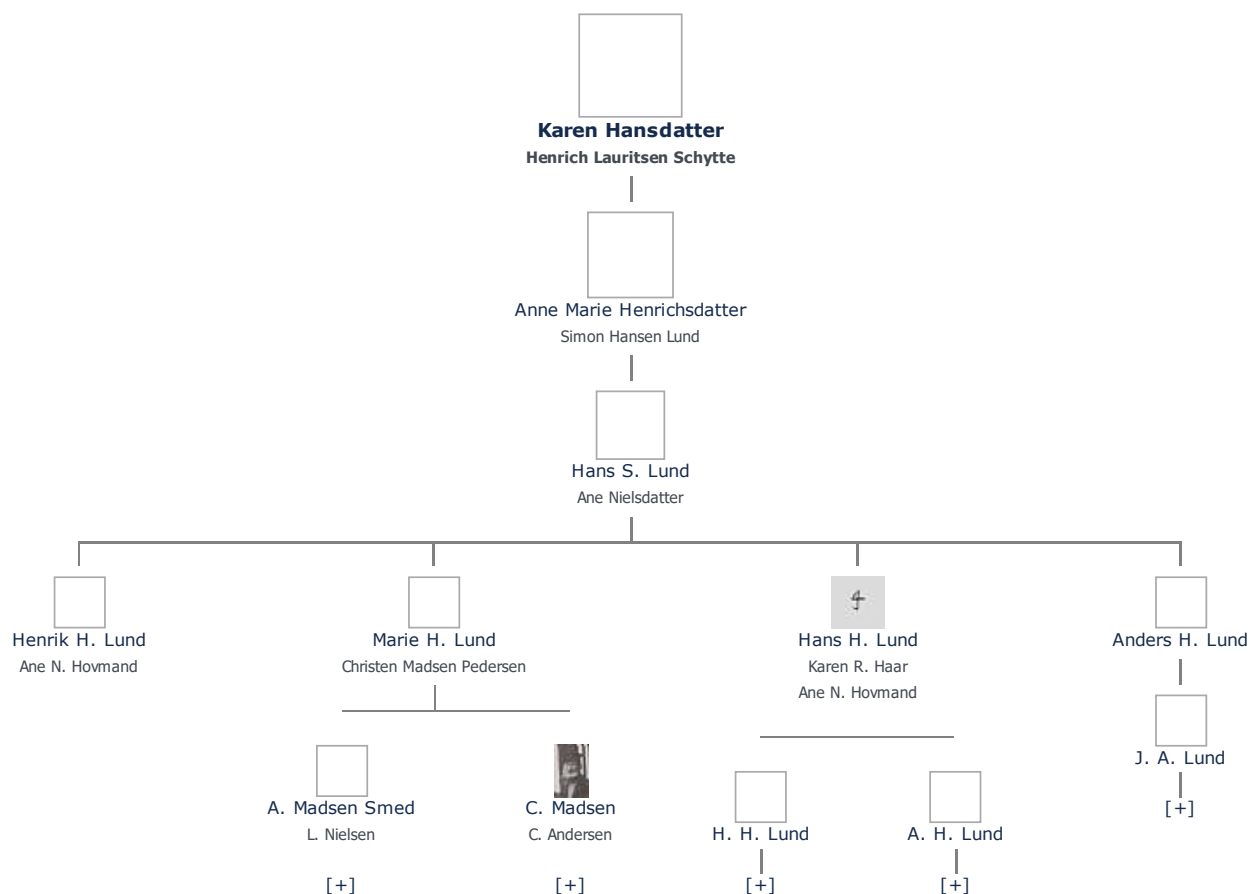 Karen Hansdatter
Henrich Lauritsen Schytte
Anne Marie Henrichsdatter
Simon Hansen Lund
Hans S. Lund
Ane Nielsdatter
Henrik H. Lund
Ane N. Hovmand
Marie H. Lund
Christen Madsen Pedersen
Hans H. Lund
Karen R. Haar
Ane N. Hovmand
Anders H. Lund
A. Madsen Smed
L. Nielsen
[+]
C. Madsen
C. Andersen
[+]
H. H. Lund
[+]
A. H. Lund
[+]
J. A. Lund
[+]